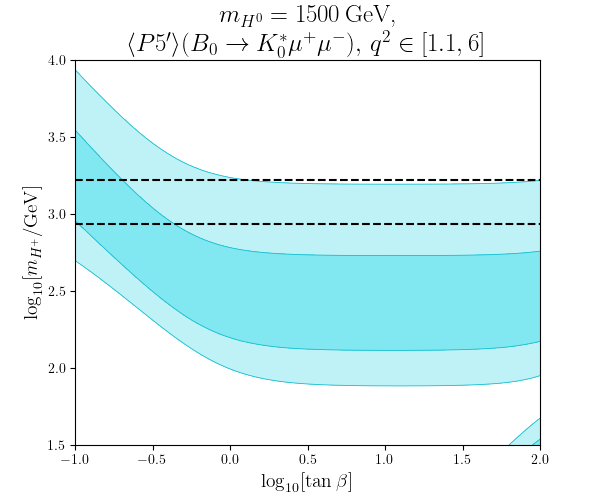 m_{H^0} = 1500 GeV,
⟨P5′⟩(B_0 → K_0^* μ^+ μ^−), q^2 ∈ [1.1, 6]
4.0
3.5
3.0
2.5
2.0
1.5
log_{10}[m_{H^+}/GeV]
−1.0 −0.5 0.0 0.5 1.0 1.5 2.0
log_{10}[tan β]